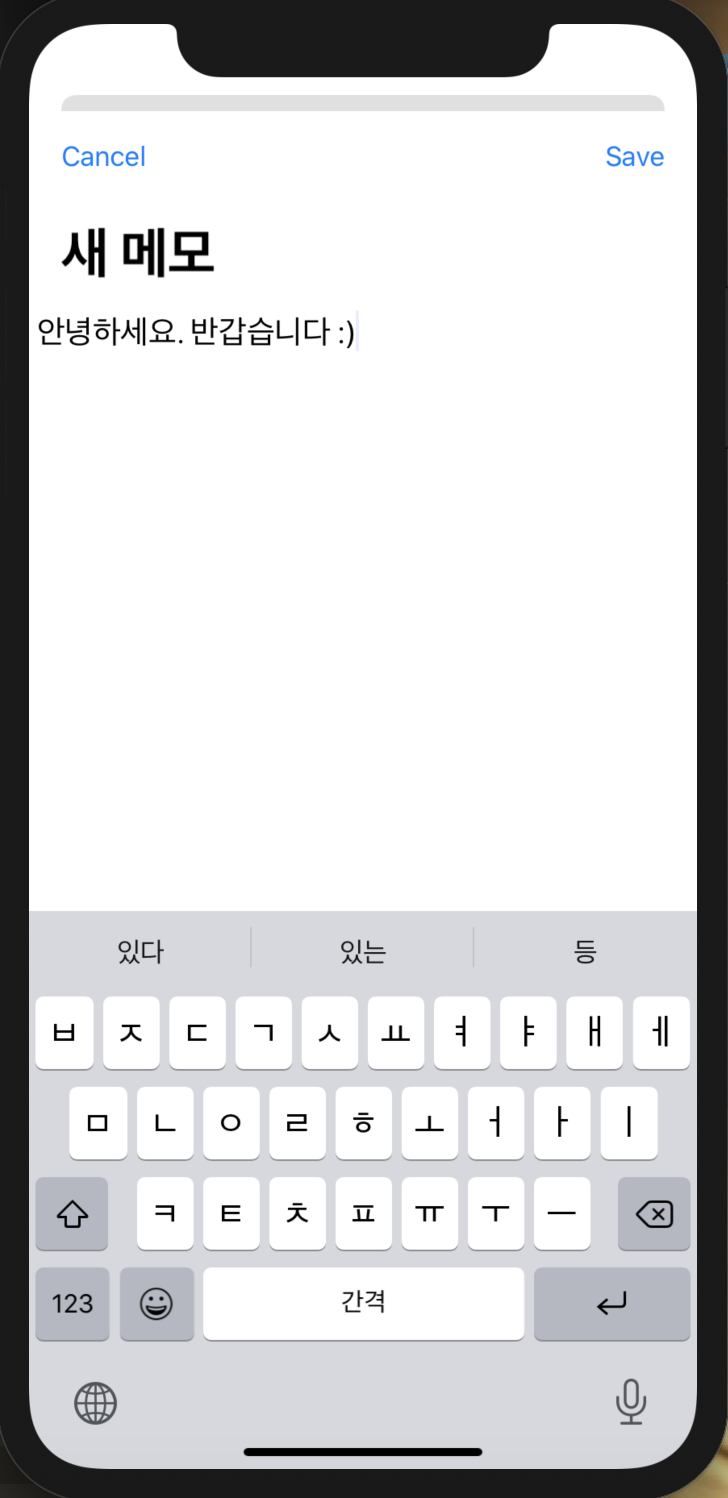 Cancel Save
새 메모
안녕하세요. 반갑습니다 :)
있다 있는 등
ㅂ ㅈ ㄷ ㄱ ㅅ ㅛ ㅕ ㅑ ㅐ ㅔ
ㅁ ㄴ ㅇ ㄹ ㅎ ㅗ ㅓ ㅏ ㅣ
ㅋ ㅌ ㅊ ㅍ ㅠ ㅜ ㅡ
123 간격